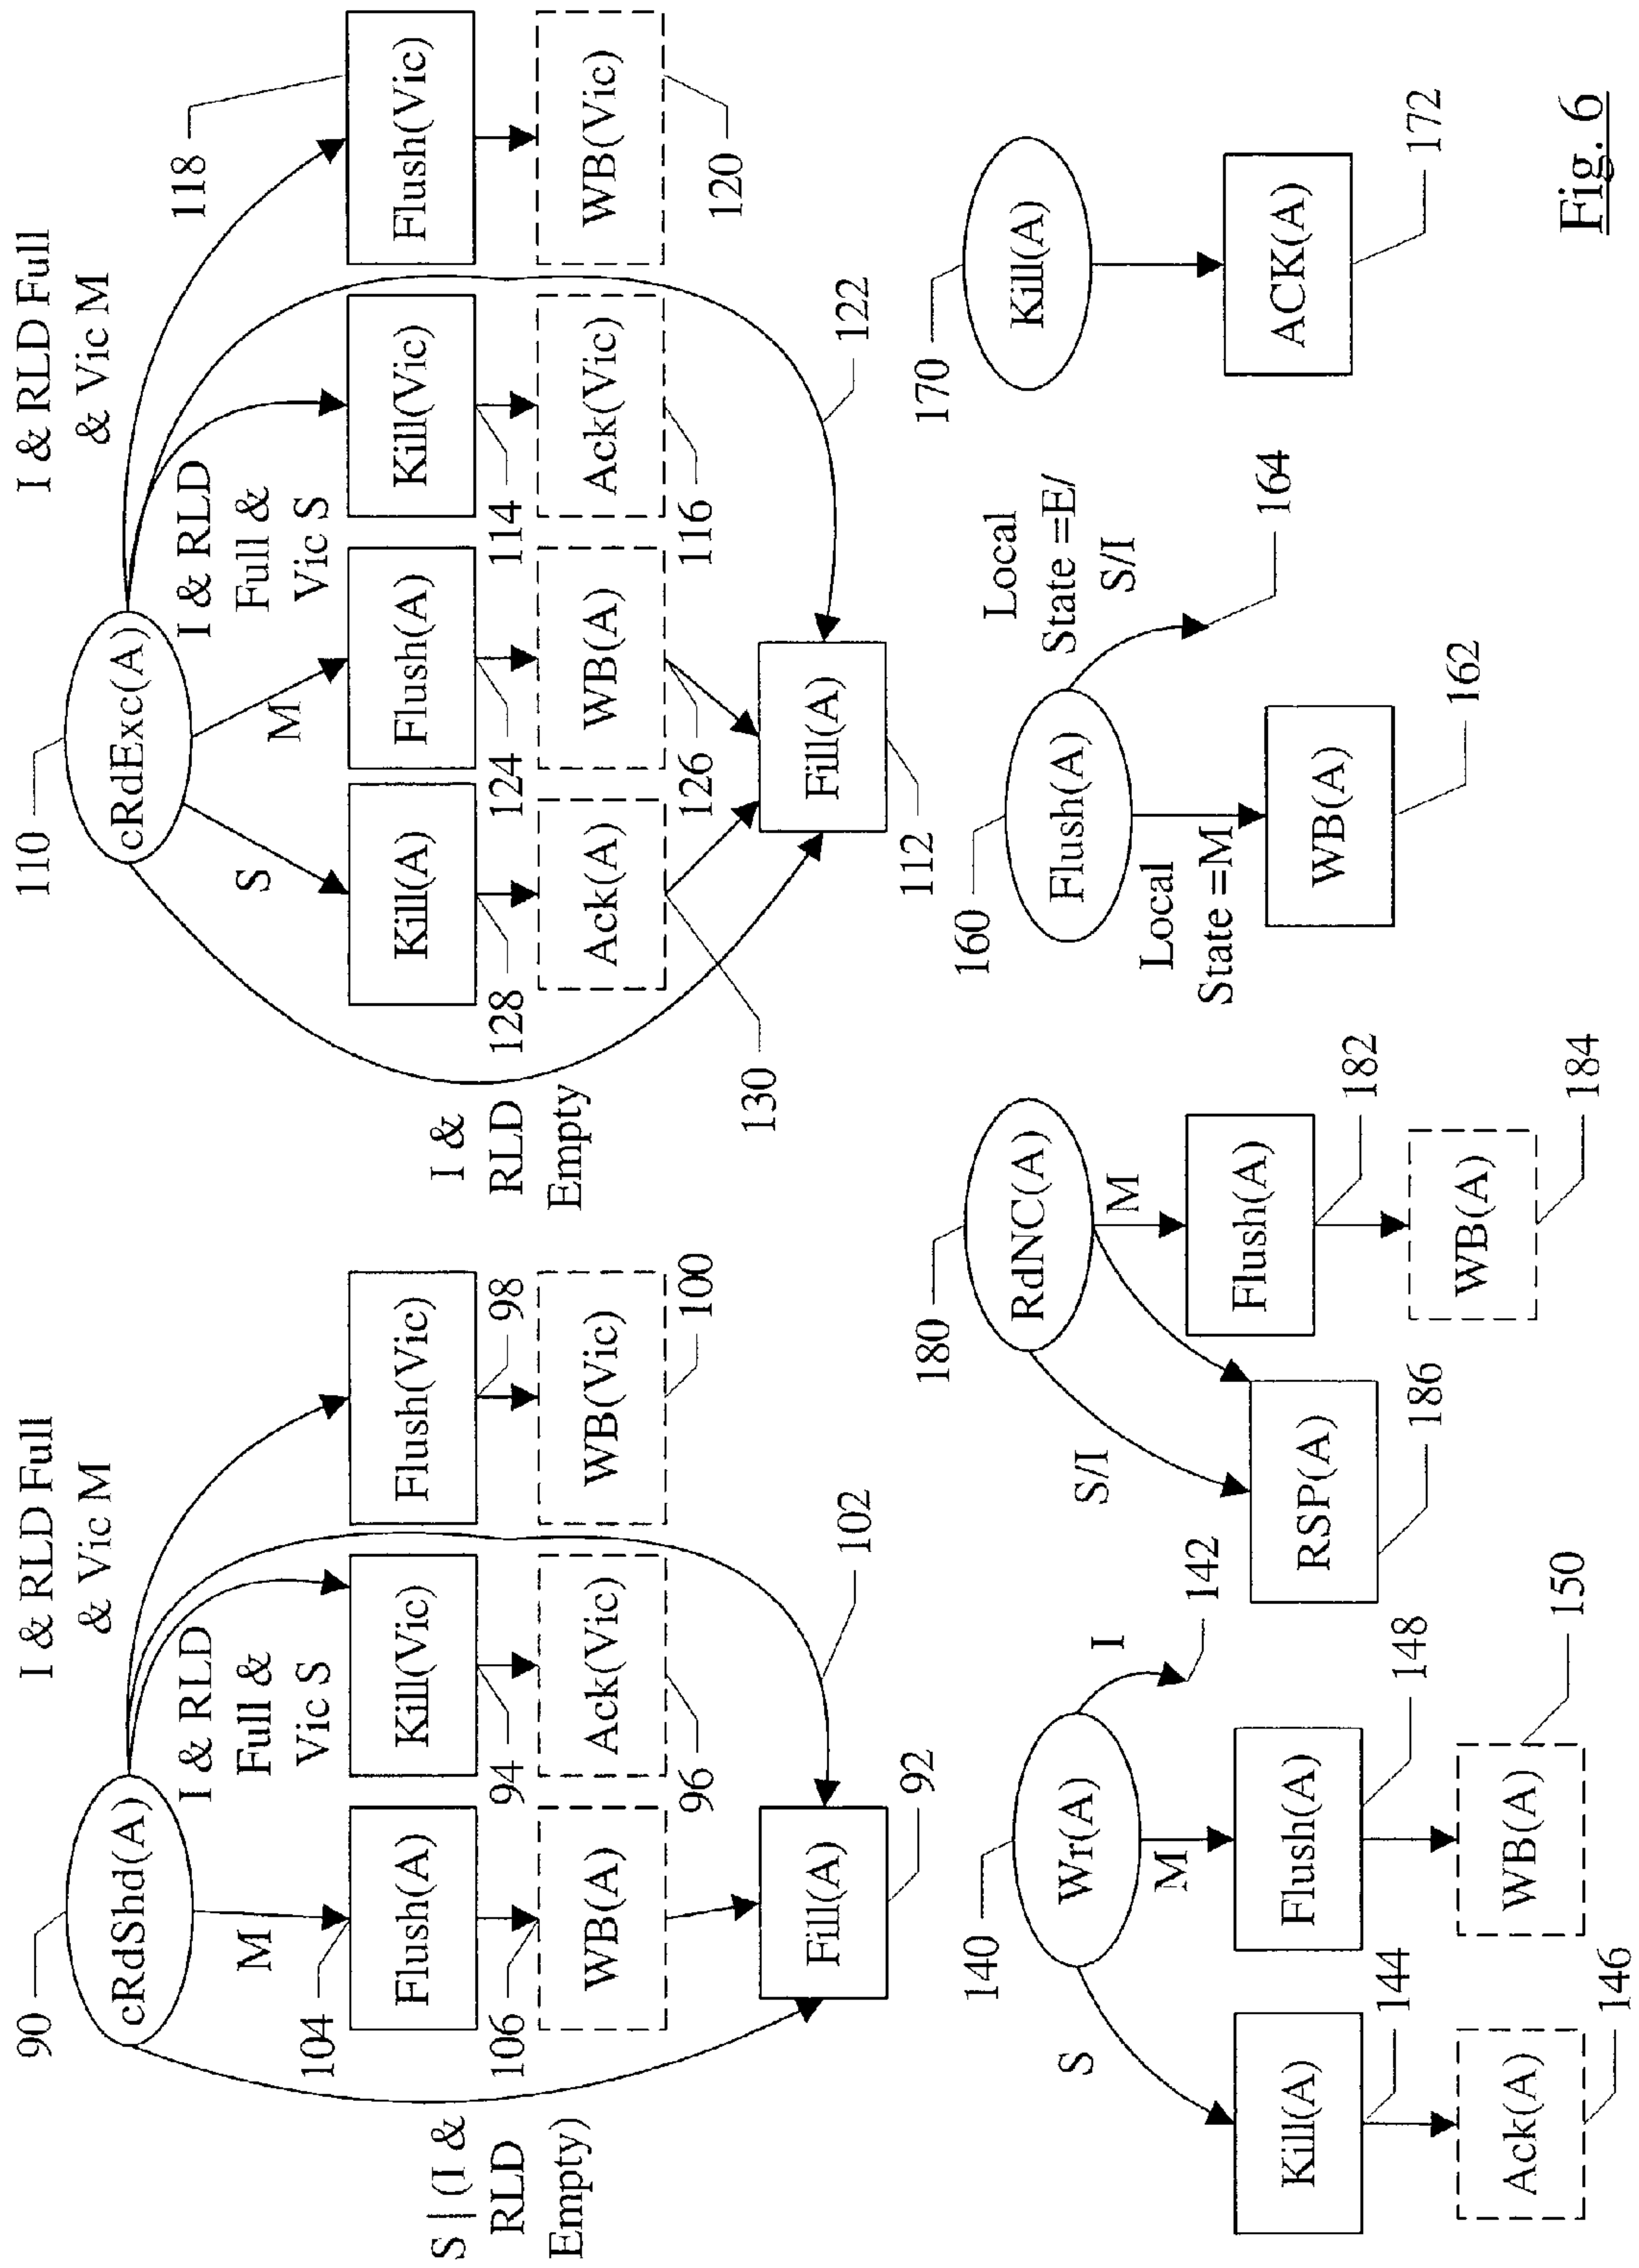 90
cRdShd(A)
I & RLD Full
& Vic M
S | (I &
RLD
Empty)
M
I & RLD
Full &
Vic S
104
Flush(A)
94
Kill(Vic)
Flush(Vic)
98
106
WB(A)
96
Ack(Vic)
WB(Vic)
100
Fill(A)
92
102
110
cRdExc(A)
I & RLD Full
& Vic M
118
I &
RLD
Empty
S
M
I & RLD
Full &
Vic S
Kill(A)
Flush(A)
Kill(Vic)
Flush(Vic)
128
124
114
Ack(A)
WB(A)
Ack(Vic)
WB(Vic)
130
126
116
120
Fill(A)
112
122
140
Wr(A)
S
M
I
142
Kill(A)
144
Flush(A)
148
Ack(A)
146
WB(A)
150
180
RdNC(A)
S/I
M
RSP(A)
186
Flush(A)
182
WB(A)
184
160
Flush(A)
Local
State =M
Local
State =E/
S/I
164
WB(A)
162
170
Kill(A)
ACK(A)
172
Fig. 6